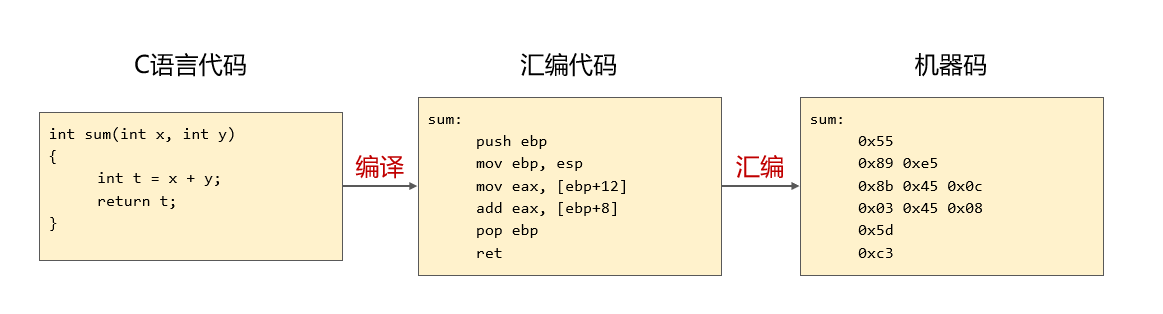 C语言代码
int sum(int x, int y)
{
int t = x + y;
return t;
}
编译
汇编代码
sum:
push ebp
mov ebp, esp
mov eax, [ebp+12]
add eax, [ebp+8]
pop ebp
ret
汇编
机器码
sum:
0x55
0x89 0xe5
0x8b 0x45 0x0c
0x03 0x45 0x08
0x5d
0xc3